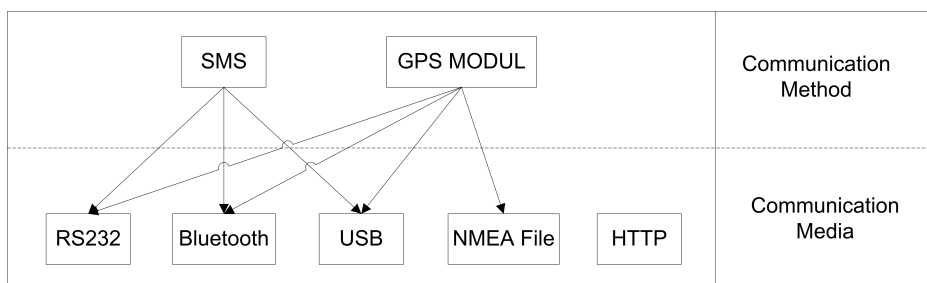 SMS
GPS MODUL
Communication
Method
RS232
Bluetooth
USB
NMEA File
HTTP
Communication
Media